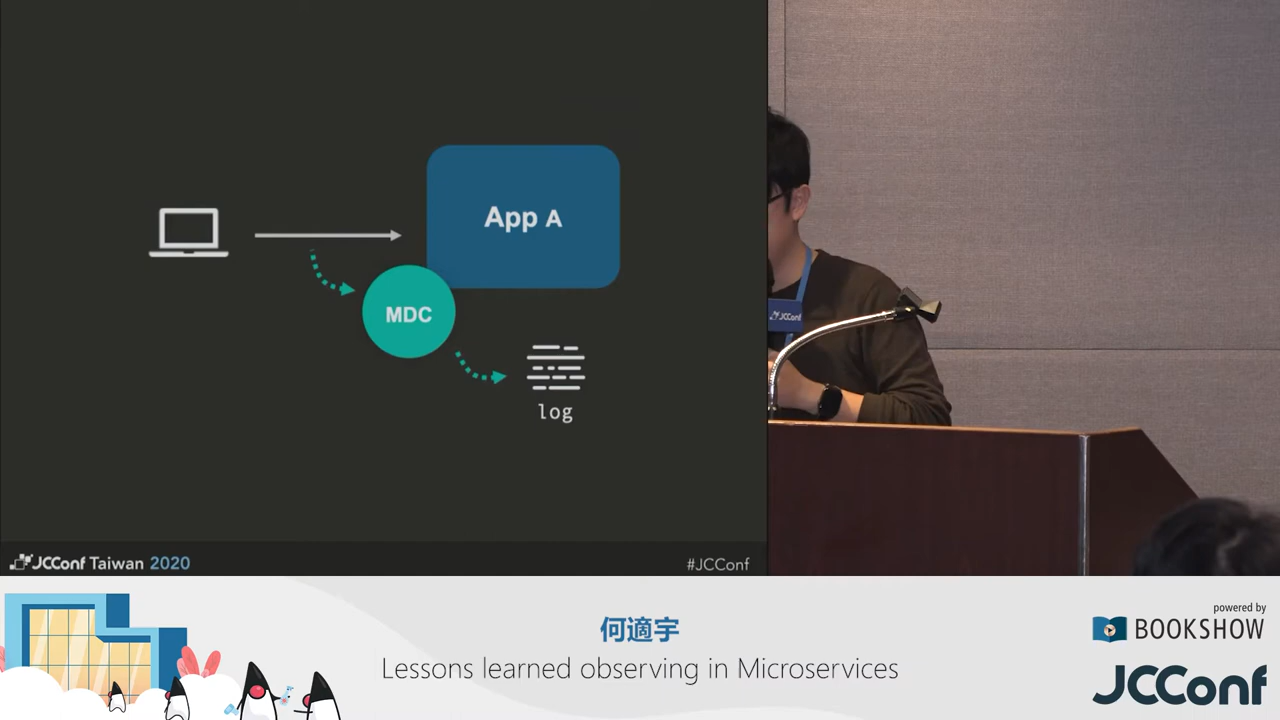 App A
MDC
log
JCConf
JCConf Taiwan 2020
#JCConf
何適宇
Lessons learned observing in Microservices
powered by
BOOKSHOW
JCConf